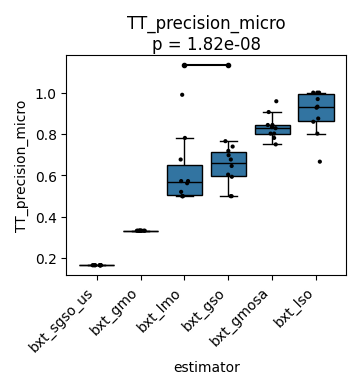 TT_precision_micro
p = 1.82e-08
TT_precision_micro
1.0
0.8
0.6
0.4
0.2
bxt_sgso_us
bxt_gmo
bxt_lmo
bxt_gso
bxt_gmosa
bxt_lso
estimator